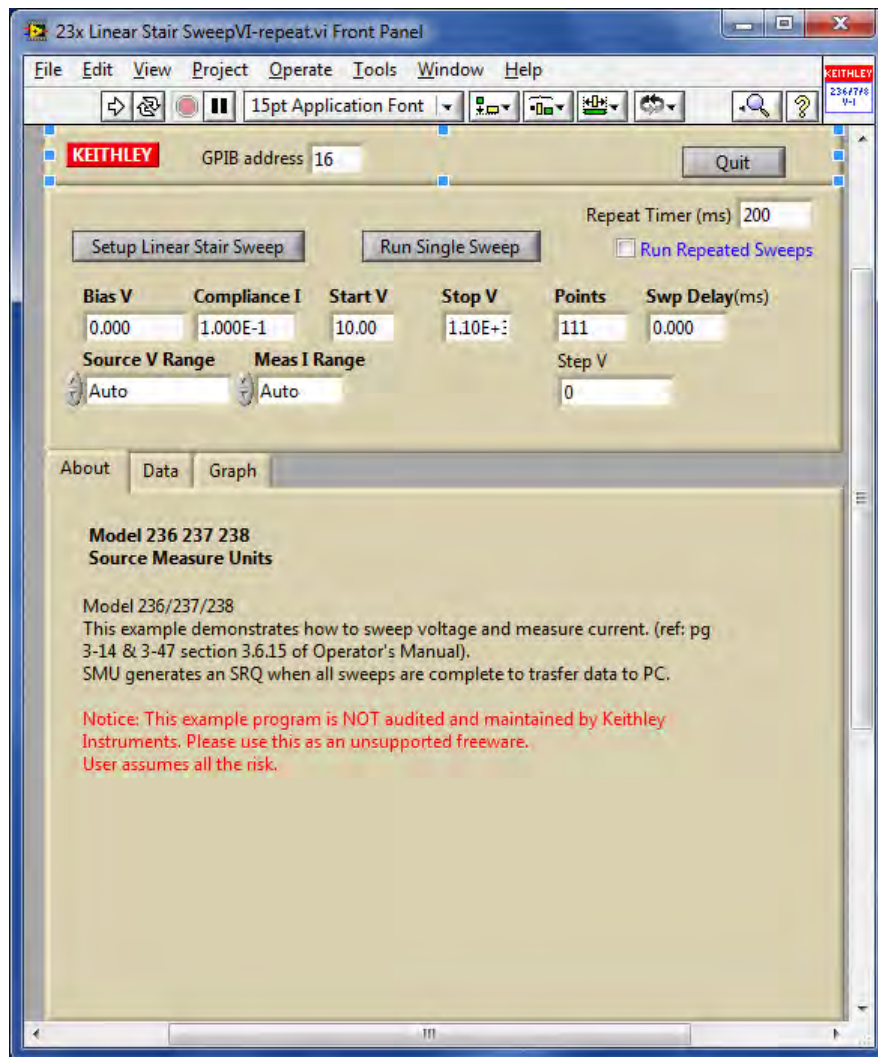 23x Linear Stair SweepVI-repeat.vi Front Panel
File Edit View Project Operate Tools Window Help
KEITHLEY
236/7/8
V-I
15pt Application Font
KEITHLEY GPIB address 16 Quit
Repeat Timer (ms) 200
Setup Linear Stair Sweep Run Single Sweep Run Repeated Sweeps
Bias V Compliance I Start V Stop V Points Swp Delay(ms)
0.000 1.000E-1 10.00 1.10E+ 111 0.000
Source V Range Meas I Range Step V
Auto Auto 0
About Data Graph
Model 236 237 238
Source Measure Units
Model 236/237/238
This example demonstrates how to sweep voltage and measure current. (ref: pg
3-14 & 3-47 section 3.6.15 of Operator's Manual).
SMU generates an SRQ when all sweeps are complete to trasfer data to PC.
Notice: This example program is NOT audited and maintained by Keithley
Instruments. Please use this as an unsupported freeware.
User assumes all the risk.